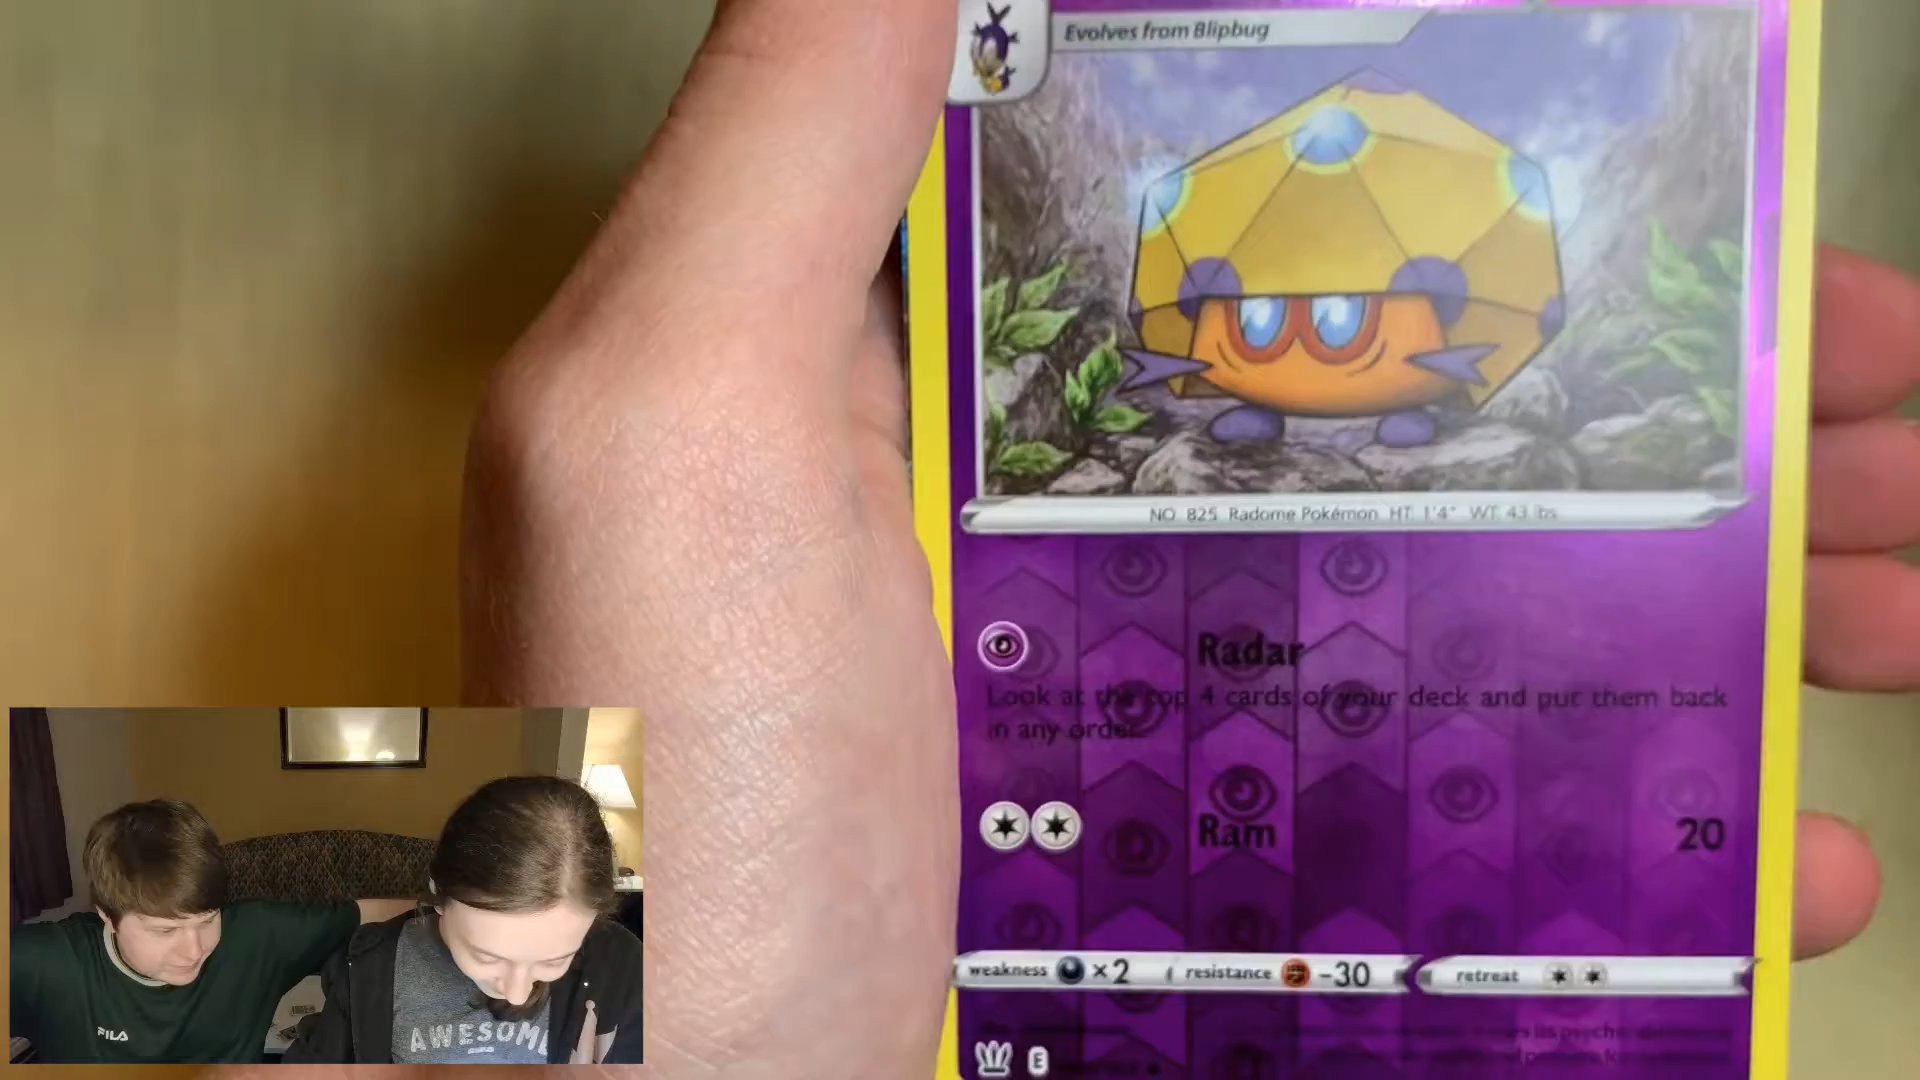 Evolves from Blipbug
NO. 825 Radome Pokémon HT: 1'4" WT: 43 lbs
Radar
Look at the top 4 cards of your deck and put them back
in any order.
Ram 20
weakness ×2 resistance -30 retreat
its psychic
E
FILA
AWESOME